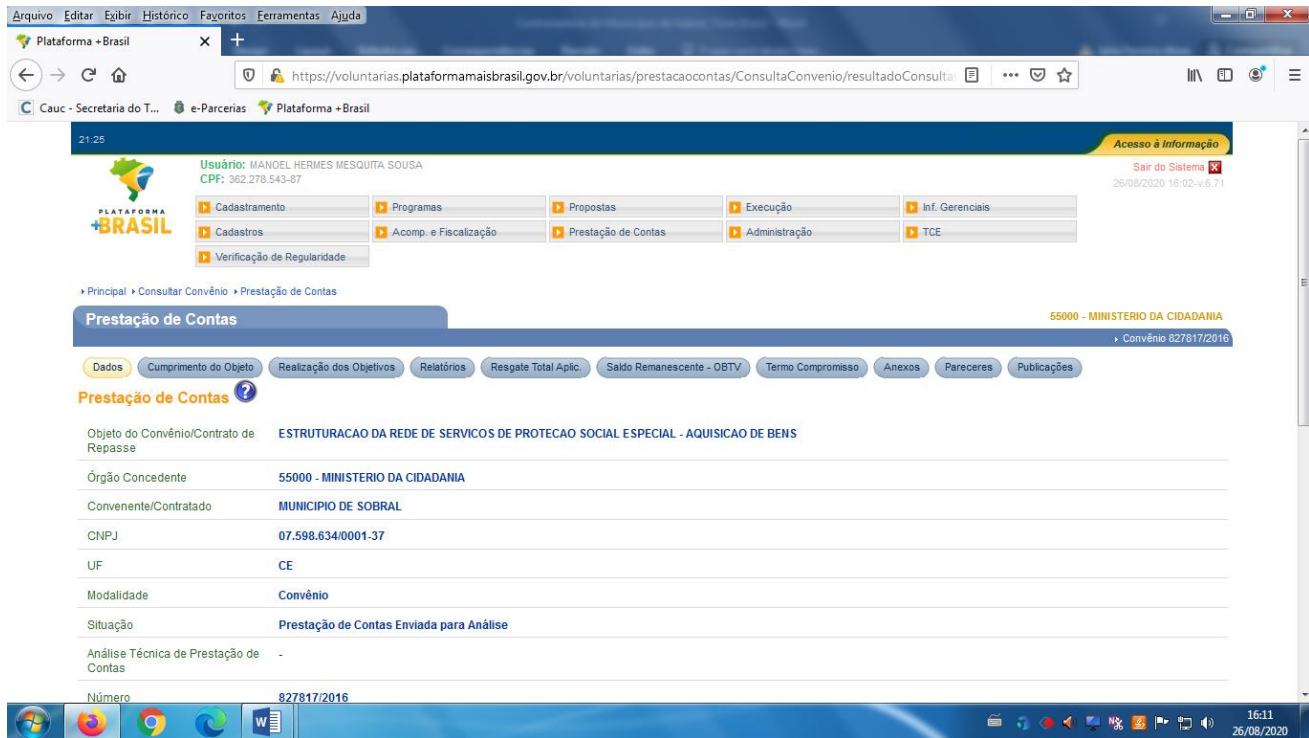 Arquivo Editar Exibir Histórico Favoritos Ferramentas Ajuda
Plataforma +Brasil
https://voluntarias.plataformamaisbrasil.gov.br/voluntarias/prestacaocontas/ConsultaConvenio/resultadoConsulta
Cauc - Secretaria do T... e-Parcerias Plataforma +Brasil
21:25
Acesso à Informação
Usuário: MANOEL HERMES MESQUITA SOUSA
CPF: 362.278.543-87
Sair do Sistema
26/08/2020 16:02-v.6.71
PLATAFORMA
+BRASIL
Cadastramento Programas Propostas Execução Inf. Gerenciais
Cadastros Acomp. e Fiscalização Prestação de Contas Administração TCE
Verificação de Regularidade
Principal Consultar Convênio Prestação de Contas
Prestação de Contas
55000 - MINISTERIO DA CIDADANIA
Convênio 827817/2016
Dados Cumprimento do Objeto Realização dos Objetivos Relatórios Resgate Total Aplic. Saldo Remanescente - OBTV Termo Compromisso Anexos Pareceres Publicações
Prestação de Contas
Objeto do Convênio/Contrato de Repasse ESTRUTURACAO DA REDE DE SERVICOS DE PROTECAO SOCIAL ESPECIAL - AQUISICAO DE BENS
Órgão Concedente 55000 - MINISTERIO DA CIDADANIA
Convenente/Contratado MUNICIPIO DE SOBRAL
CNPJ 07.598.634/0001-37
UF CE
Modalidade Convênio
Situação Prestação de Contas Enviada para Análise
Análise Técnica de Prestação de Contas -
Número 827817/2016
16:11
26/08/2020